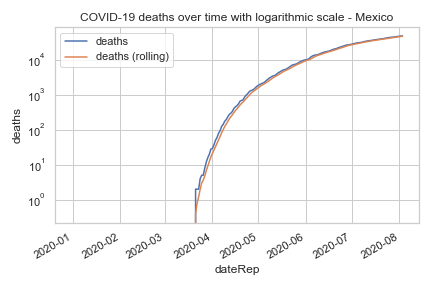 COVID-19 deaths over time with logarithmic scale - Mexico
deaths
deaths (rolling)
10^4
10^3
10^2
10^1
10^0
deaths
2020-01
2020-02
2020-03
2020-04
2020-05
2020-06
2020-07
2020-08
dateRep